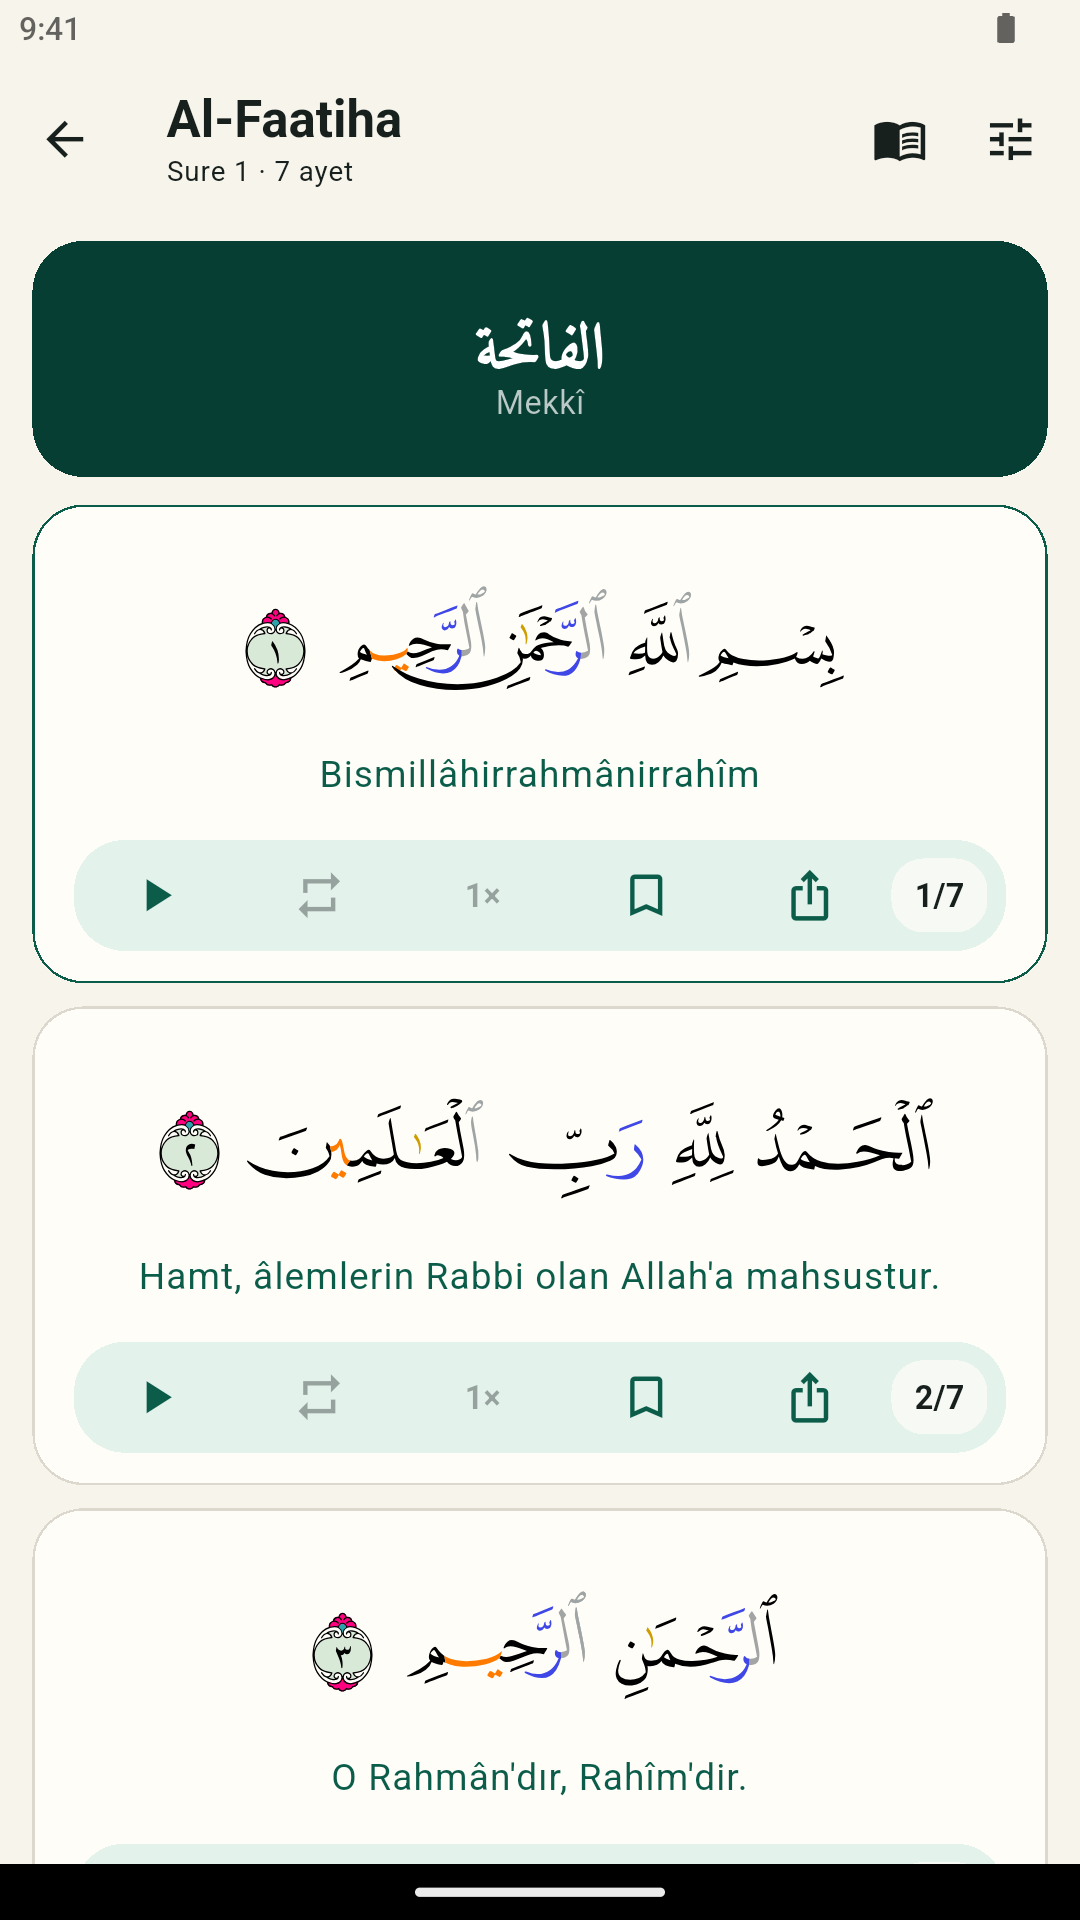 9:41
Al-Faatiha
Sure 1 · 7 ayet
الفاتحة
Mekkî
بِسْمِ ٱللَّهِ ٱلرَّحْمَٰنِ ٱلرَّحِيمِ ١
Bismillâhirrahmânirrahîm
1×
1/7
ٱلْحَمْدُ لِلَّهِ رَبِّ ٱلْعَٰلَمِينَ ٢
Hamt, âlemlerin Rabbi olan Allah'a mahsustur.
1×
2/7
ٱلرَّحْمَٰنِ ٱلرَّحِيمِ ٣
O Rahmân'dır, Rahîm'dir.